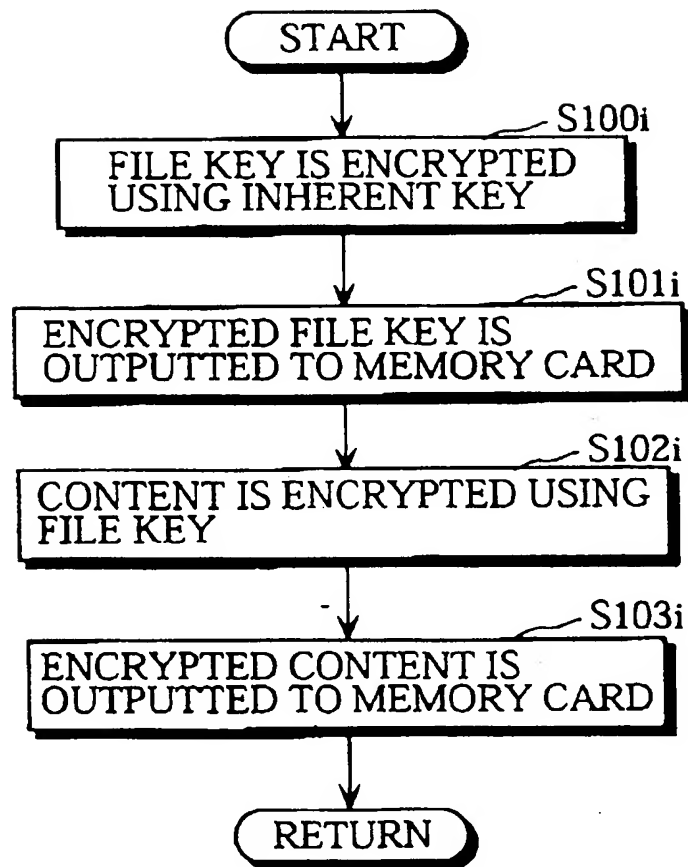 START
S100i
FILE KEY IS ENCRYPTED
USING INHERENT KEY
S101i
ENCRYPTED FILE KEY IS
OUTPUTTED TO MEMORY CARD
S102i
CONTENT IS ENCRYPTED USING
FILE KEY
S103i
ENCRYPTED CONTENT IS
OUTPUTTED TO MEMORY CARD
RETURN